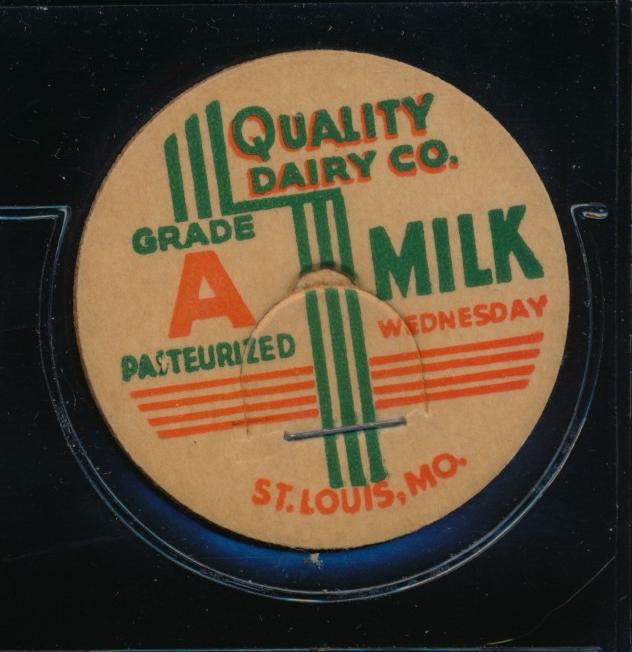 QUALITY
DAIRY CO.
GRADE
A
PASTEURIZED
MILK
WEDNESDAY
ST. LOUIS, MO.